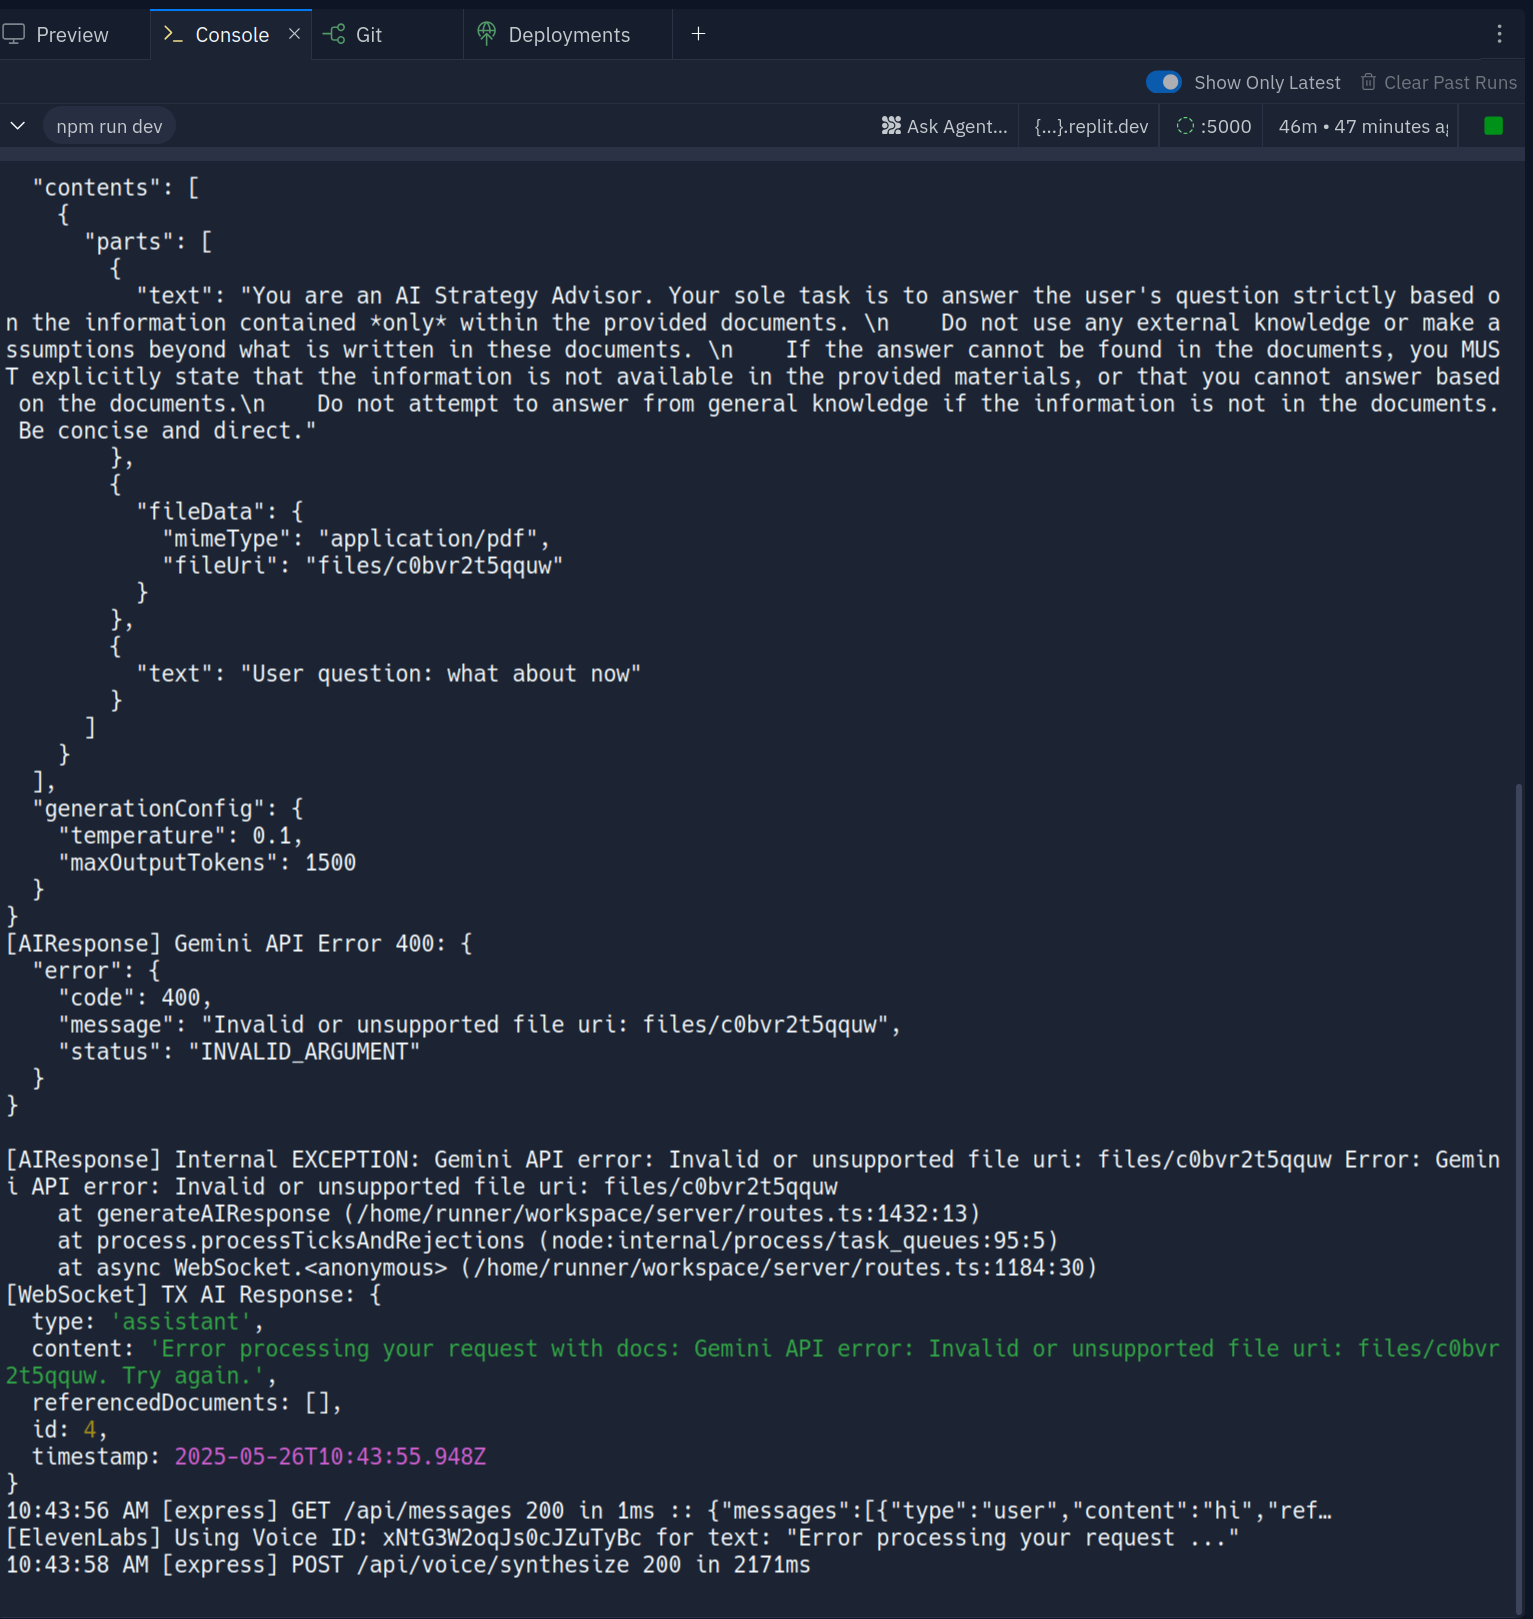 Preview
Console ×
Git
Deployments
+
Show Only Latest
Clear Past Runs
npm run dev
Ask Agent...
{...}.replit.dev
:5000
46m • 47 minutes a
"contents": [
{
"parts": [
{
"text": "You are an AI Strategy Advisor. Your sole task is to answer the user's question strictly based o
n the information contained *only* within the provided documents. \n    Do not use any external knowledge or make a
ssumptions beyond what is written in these documents. \n    If the answer cannot be found in the documents, you MUS
T explicitly state that the information is not available in the provided materials, or that you cannot answer based
on the documents.\n    Do not attempt to answer from general knowledge if the information is not in the documents.
Be concise and direct."
},
{
"fileData": {
"mimeType": "application/pdf",
"fileUri": "files/c0bvr2t5qquw"
}
},
{
"text": "User question: what about now"
}
]
}
],
"generationConfig": {
"temperature": 0.1,
"maxOutputTokens": 1500
}
}
[AIResponse] Gemini API Error 400: {
"error": {
"code": 400,
"message": "Invalid or unsupported file uri: files/c0bvr2t5qquw",
"status": "INVALID_ARGUMENT"
}
}
[AIResponse] Internal EXCEPTION: Gemini API error: Invalid or unsupported file uri: files/c0bvr2t5qquw Error: Gemin
i API error: Invalid or unsupported file uri: files/c0bvr2t5qquw
at generateAIResponse (/home/runner/workspace/server/routes.ts:1432:13)
at process.processTicksAndRejections (node:internal/process/task_queues:95:5)
at async WebSocket.<anonymous> (/home/runner/workspace/server/routes.ts:1184:30)
[WebSocket] TX AI Response: {
type: 'assistant',
content: 'Error processing your request with docs: Gemini API error: Invalid or unsupported file uri: files/c0bvr
2t5qquw. Try again.',
referencedDocuments: [],
id: 4,
timestamp: 2025-05-26T10:43:55.948Z
}
10:43:56 AM [express] GET /api/messages 200 in 1ms :: {"messages":[{"type":"user","content":"hi","ref…
[ElevenLabs] Using Voice ID: xNtG3W2oqJs0cJZuTyBc for text: "Error processing your request ..."
10:43:58 AM [express] POST /api/voice/synthesize 200 in 2171ms